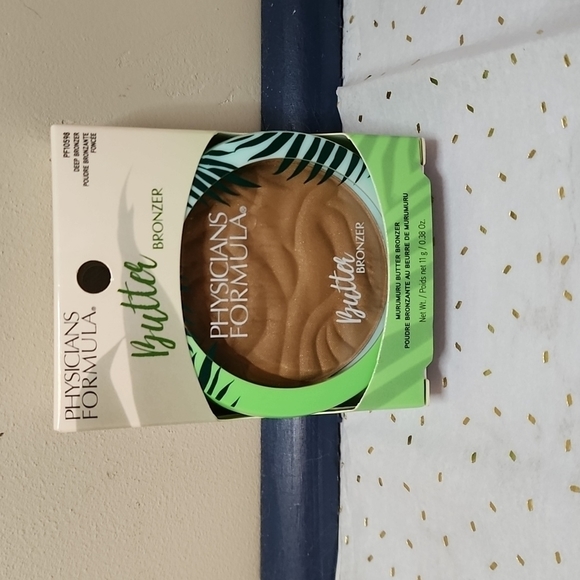 PF10598
DEEP BRONZER
POUDRE BRONZANTE
FONCÉE
PHYSICIANS
FORMULA®
Butter
BRONZER
PHYSICIANS
FORMULA®
Butter
BRONZER
MURUMURU BUTTER BRONZER
POUDRE BRONZANTE AU BEURRE DE MURUMURU
Net Wt. / Poids net 11 g / 0.38 Oz.